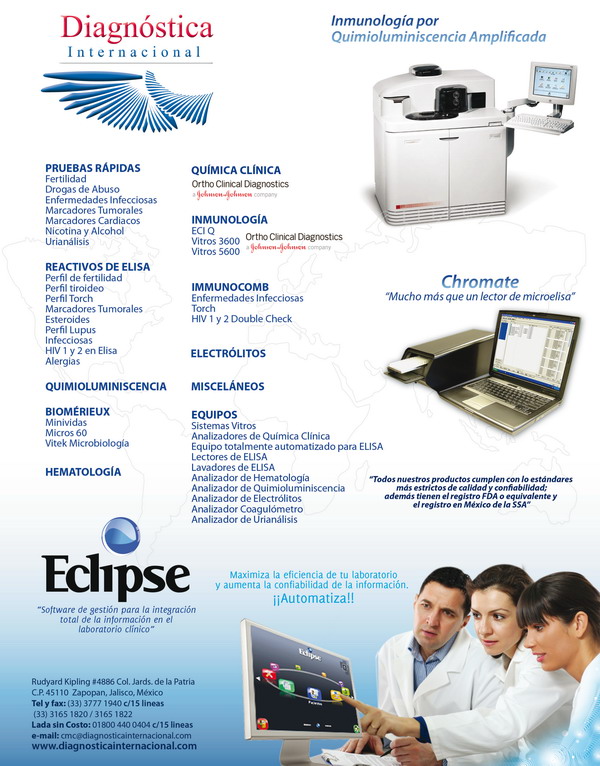 Diagnóstica
Internacional
Inmunología por
Quimioluminiscencia Amplificada
PRUEBAS RÁPIDAS
Fertilidad
Drogas de Abuso
Enfermedades Infecciosas
Marcadores Tumorales
Marcadores Cardiacos
Nicotina y Alcohol
Urianálisis
REACTIVOS DE ELISA
Perfil de fertilidad
Perfil tiroideo
Perfil Torch
Marcadores Tumorales
Esteroides
Perfil Lupus
Infecciosas
HIV 1 y 2 en Elisa
Alergias
QUIMIOLUMINISCENCIA
BIOMÉRIEUX
Minividas
Micros 60
Vitek Microbiología
HEMATOLOGÍA
QUÍMICA CLÍNICA
Ortho Clinical Diagnostics
a Johnson & Johnson company
INMUNOLOGÍA
ECI Q
Vitros 3600
Vitros 5600
Ortho Clinical Diagnostics
a Johnson & Johnson company
IMMUNOCOMB
Enfermedades Infecciosas
Torch
HIV 1 y 2 Double Check
ELECTRÓLITOS
MISCELÁNEOS
EQUIPOS
Sistemas Vitros
Analizadores de Química Clínica
Equipo totalmente automatizado para ELISA
Lectores de ELISA
Lavadores de ELISA
Analizador de Hematología
Analizador de Quimioluminiscencia
Analizador de Electrólitos
Analizador Coagulómetro
Analizador de Urianálisis
Chromate
“Mucho más que un lector de microelisa”
“Todos nuestros productos cumplen con lo estándares
más estrictos de calidad y confiabilidad;
además tienen el registro FDA o equivalente y
el registro en México de la SSA”
Eclipse
“Software de gestión para la integración
total de la información en el
laboratorio clínico”
Maximiza la eficiencia de tu laboratorio
y aumenta la confiabilidad de la información.
¡¡Automatiza!!
Eclipse
Pacientes
Rudyard Kipling #4886 Col. Jards. de la Patria
C.P. 45110 Zapopan, Jalisco, México
Tel y fax: (33) 3777 1940 c/15 lineas
(33) 3165 1820 / 3165 1822
Lada sin Costo: 01800 440 0404 c/15 lineas
e-mail: cmc@diagnosticainternacional.com
www.diagnosticainternacional.com